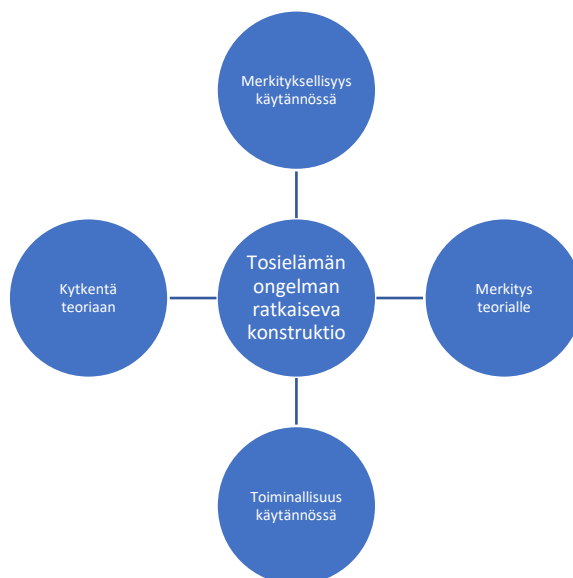 Merkityksellisyys
käytännössä
Kytkentä
teoriaan
Tosielämän
ongelman
ratkaiseva
konstruktio
Merkitys
teorialle
Toiminallisuus
käytännössä